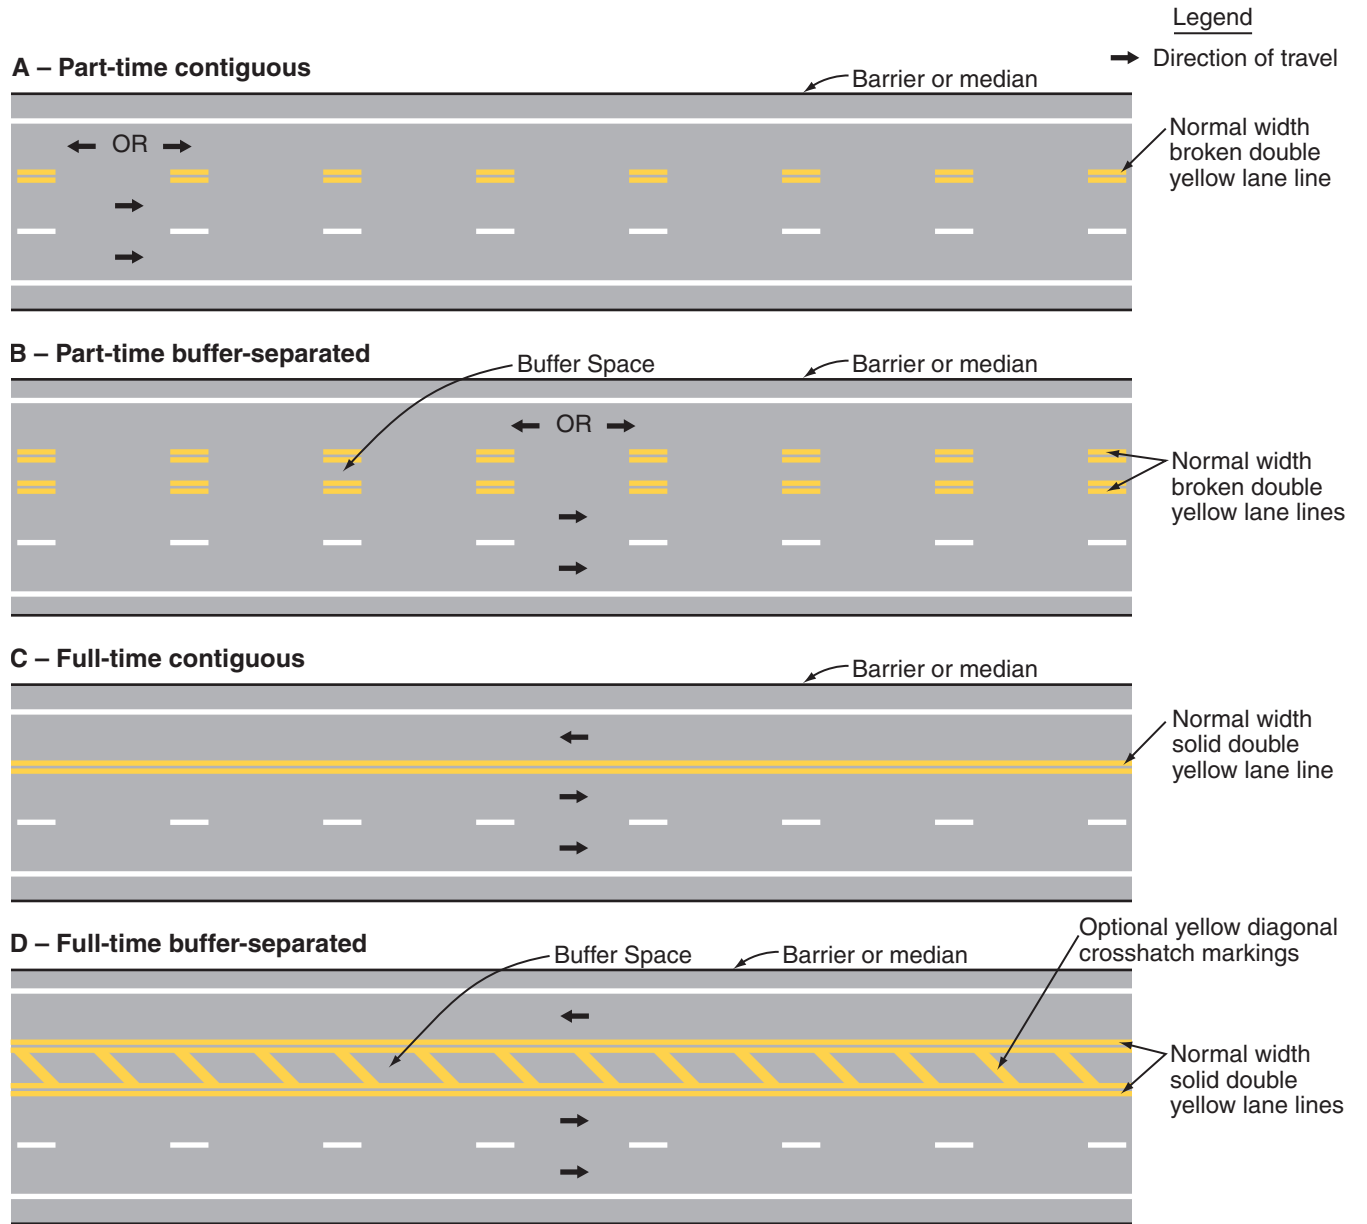 Legend
Direction of travel
A – Part-time contiguous
Barrier or median
OR
Normal width
broken double
yellow lane line
B – Part-time buffer-separated
Buffer Space
Barrier or median
OR
Normal width
broken double
yellow lane lines
C – Full-time contiguous
Barrier or median
Normal width
solid double
yellow lane line
D – Full-time buffer-separated
Buffer Space
Barrier or median
Optional yellow diagonal
crosshatch markings
Normal width
solid double
yellow lane lines